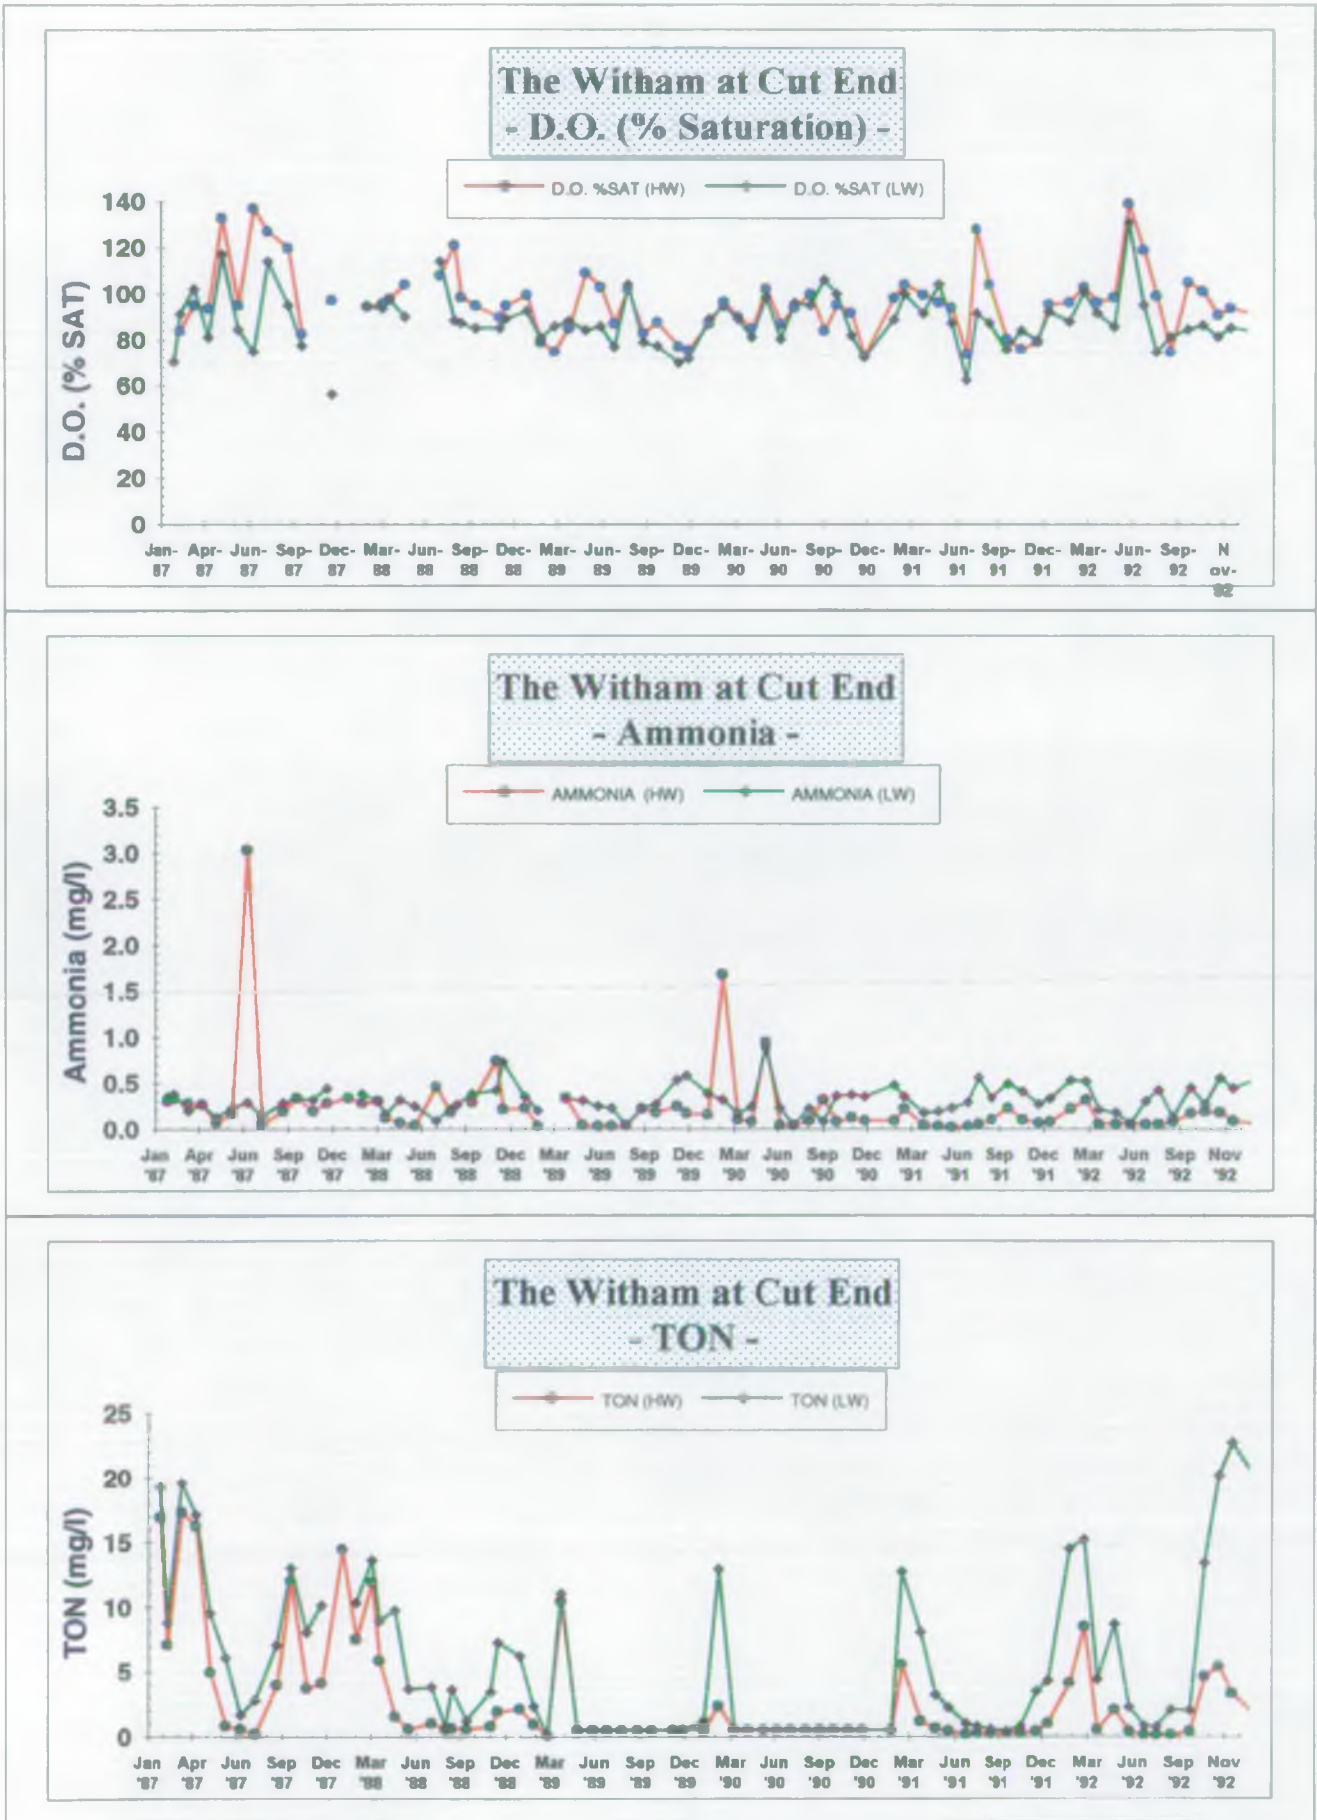 The Witham at Cut End
- D.O. (% Saturation) -
D.O. %SAT (HW) D.O. %SAT (LW)
D.O. (% SAT)
140
120
100
80
60
40
20
0
Jan- Apr- Jun- Sep- Dec- Mar- Jun- Sep- Dec- Mar- Jun- Sep- Dec- Mar- Jun- Sep- Dec- Mar- Jun- Sep- Dec- Mar- Jun- Sep- N
87 87 87 87 87 88 88 88 88 89 89 89 89 90 90 90 90 91 91 91 91 92 92 92 ov-
92
The Witham at Cut End
- Ammonia -
AMMONIA (HW) AMMONIA (LW)
Ammonia (mg/l)
3.5
3.0
2.5
2.0
1.5
1.0
0.5
0.0
Jan Apr Jun Sep Dec Mar Jun Sep Dec Mar Jun Sep Dec Mar Jun Sep Dec Mar Jun Sep Dec Mar Jun Sep Nov
'87 '87 '87 '87 '87 '88 '88 '88 '88 '89 '89 '89 '89 '90 '90 '90 '90 '91 '91 '91 '91 '92 '92 '92 '92
The Witham at Cut End
- TON -
TON (HW) TON (LW)
TON (mg/l)
25
20
15
10
5
0
Jan Apr Jun Sep Dec Mar Jun Sep Dec Mar Jun Sep Dec Mar Jun Sep Dec Mar Jun Sep Dec Mar Jun Sep Nov
'87 '87 '87 '87 '87 '88 '88 '88 '88 '89 '89 '89 '89 '90 '90 '90 '90 '91 '91 '91 '91 '92 '92 '92 '92